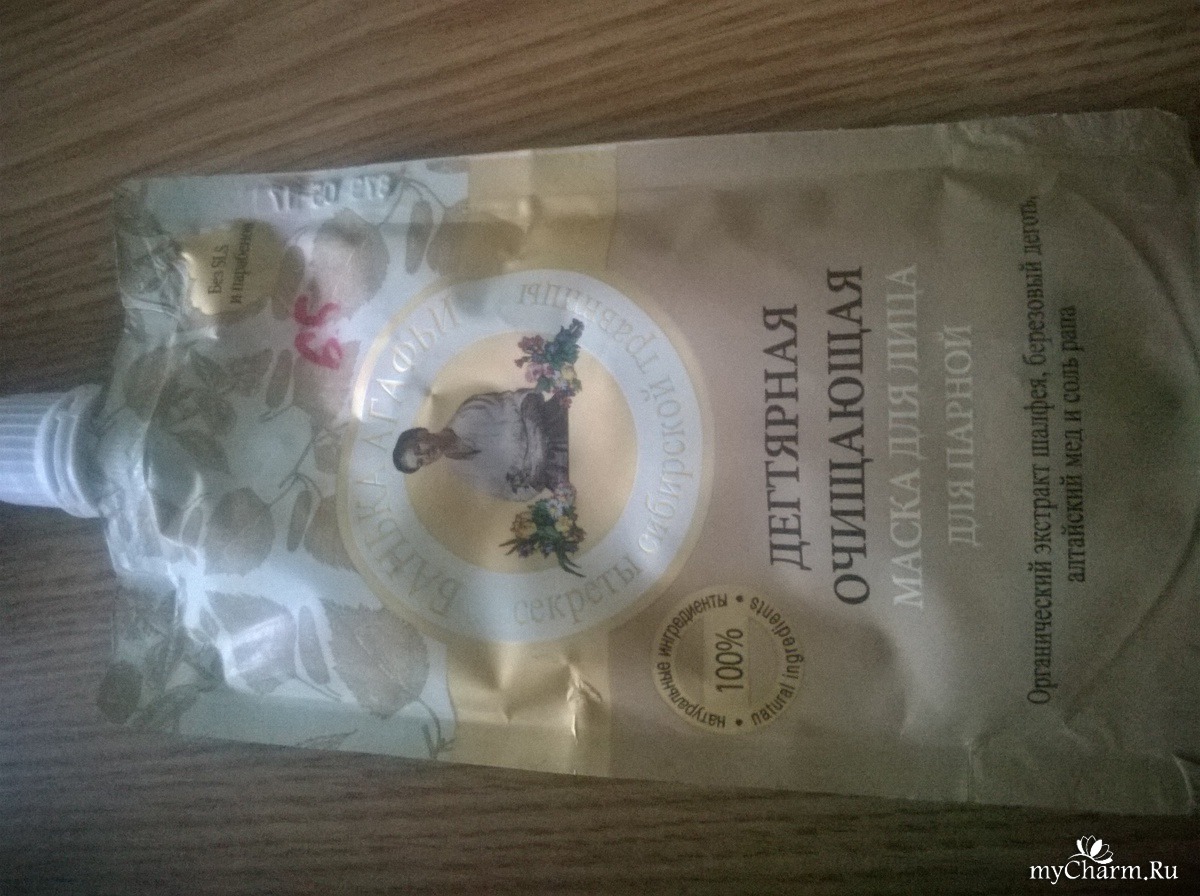 Без SLS
и парабенов
39
БАНЬКА АГАФЬИ
секреты сибирской травницы
натуральные ингредиенты •
100%
natural ingredients •
ДЕГТЯРНАЯ
ОЧИЩАЮЩАЯ
МАСКА ДЛЯ ЛИЦА
ДЛЯ ПАРНОЙ
Органический экстракт шалфея, березовый деготь,
алтайский мед и соль рапа
myCharm.Ru